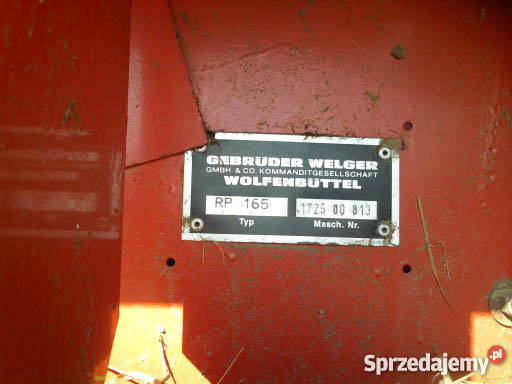 GEBRÜDER WELGER
GMBH. & CO. KOMMANDITGESELLSCHAFT
WOLFENBÜTTEL
RP 165 1725 00 813
Typ Masch. Nr.
Sprzedajemy.pl